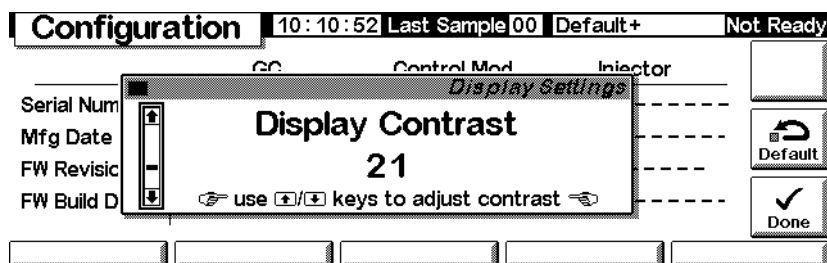 Configuration 10:10:52 Last Sample 00 Default+ Not Ready
GC Control Mod Injector
Display Settings
Serial Num
Display Contrast
Mfg Date
21
Default
FW Revisic
use / keys to adjust contrast
FW Build D
Done